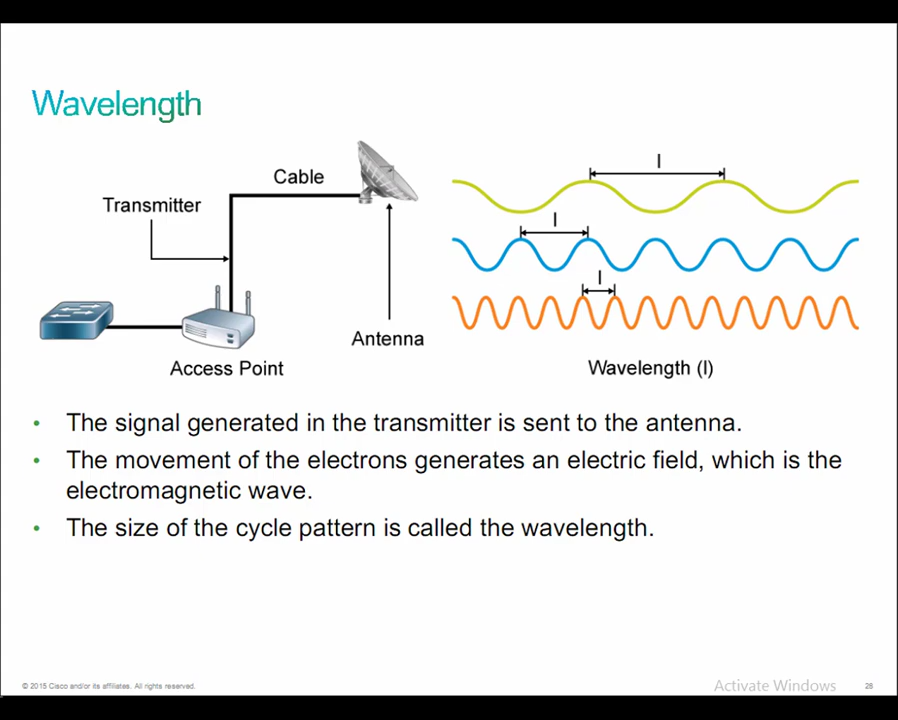 Wavelength
Cable
Transmitter
Antenna
Access Point
l
l
l
Wavelength (l)
• The signal generated in the transmitter is sent to the antenna.
• The movement of the electrons generates an electric field, which is the
electromagnetic wave.
• The size of the cycle pattern is called the wavelength.
© 2015 Cisco and/or its affiliates. All rights reserved.
Activate Windows
28